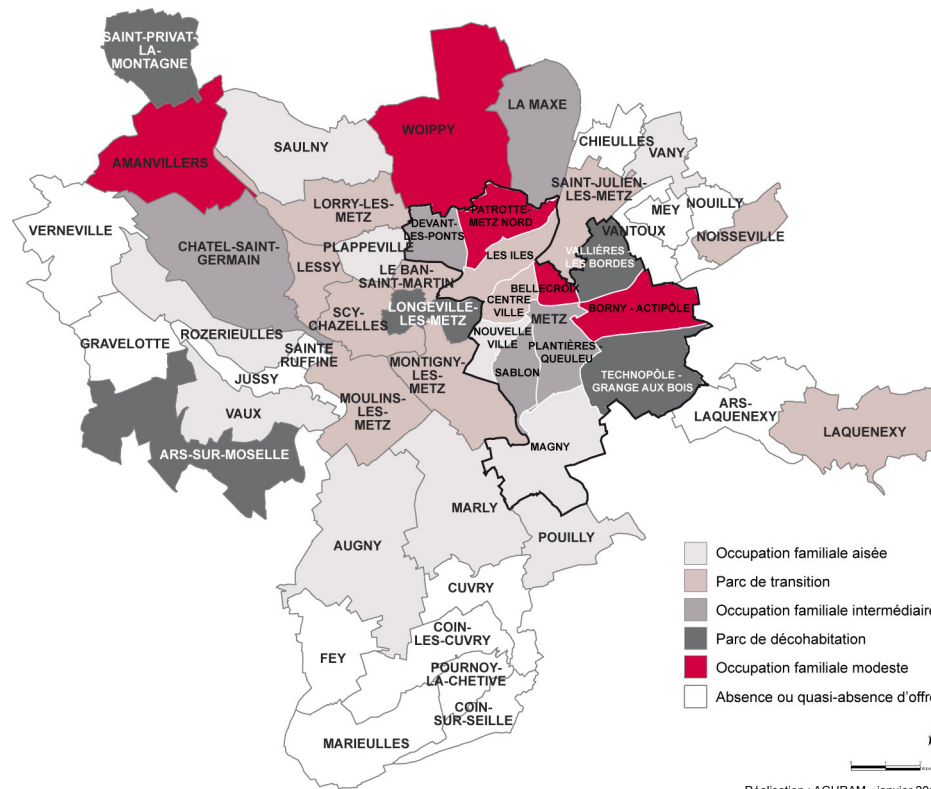 SAINT-PRIVAT-
LA-
MONTAGNE
AMANVILLERS
SAULNY
WOIPPY
LA MAXE
CHIEULLES
VANY
SAINT-JULIEN-
LES-METZ
NOUILLY
MEY
VANTOUX
NOISSEVILLE
VERNEVILLE
LORRY-LES-
METZ
DEVANT-
LES-PONTS
PATROTTE-
METZ NORD
CHATEL-SAINT-
GERMAIN
PLAPPEVILLE
LESSY
LES ILES
VALLIÈRES -
LES BORDES
LE BAN-
SAINT-MARTIN
BELLECROIX
CENTRE
VILLE
BORNY - ACTIPÔLE
LONGEVILLE-
LES-METZ
SCY-
CHAZELLES
METZ
GRAVELOTTE
ROZERIEULLES
NOUVELLE
VILLE
PLANTIÈRES -
QUEULEU
SAINTE
RUFFINE
SABLON
JUSSY
MONTIGNY-
LES-
METZ
TECHNOPÔLE -
GRANGE AUX BOIS
MOULINS-
LES-
METZ
VAUX
ARS-
LAQUENEXY
LAQUENEXY
ARS-SUR-MOSELLE
MAGNY
MARLY
POUILLY
AUGNY
CUVRY
COIN-
LES-CUVRY
FEY
POURNOY-
LA-CHETIVE
COIN-
SUR-SEILLE
MARIEULLES
Occupation familiale aisée
Parc de transition
Occupation familiale intermédiaire
Parc de décohabitation
Occupation familiale modeste
Absence ou quasi-absence d'offre